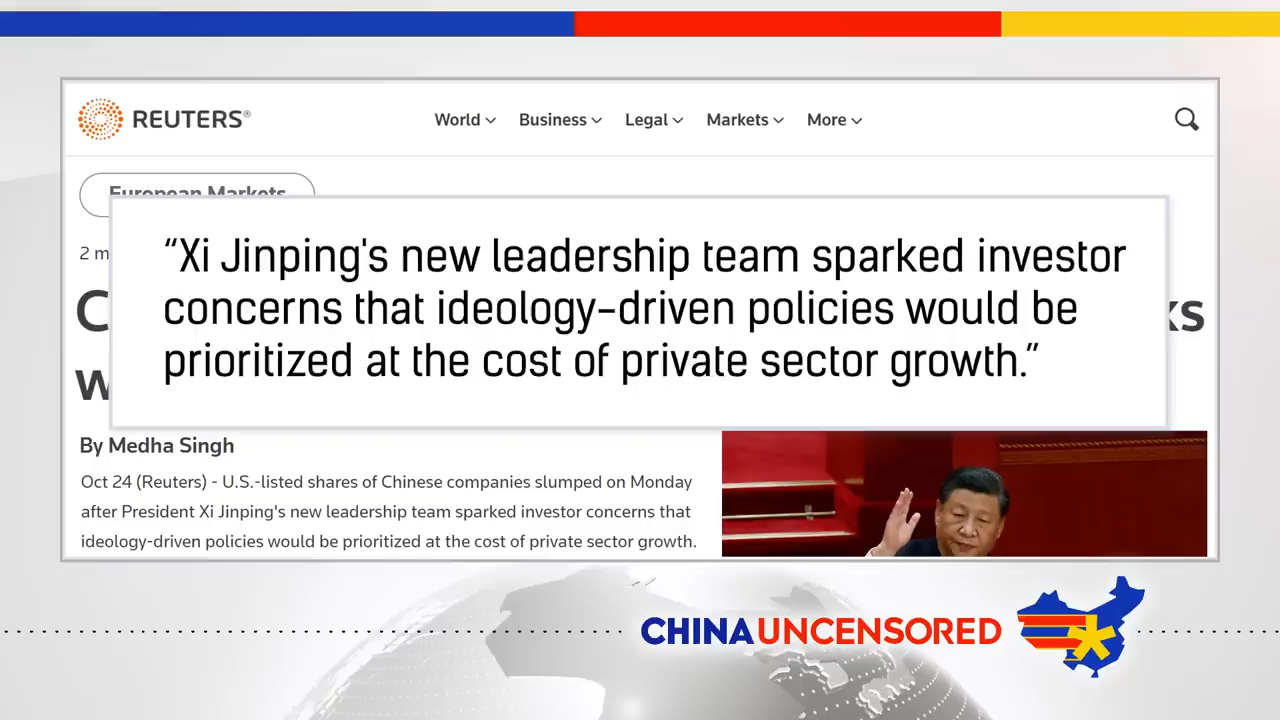 REUTERS®
World Business Legal Markets More
European Markets
2 m
“Xi Jinping's new leadership team sparked investor
concerns that ideology-driven policies would be
prioritized at the cost of private sector growth.”
C
ks
w
By Medha Singh
Oct 24 (Reuters) - U.S.-listed shares of Chinese companies slumped on Monday
after President Xi Jinping's new leadership team sparked investor concerns that
ideology-driven policies would be prioritized at the cost of private sector growth.
CHINAUNCENSORED